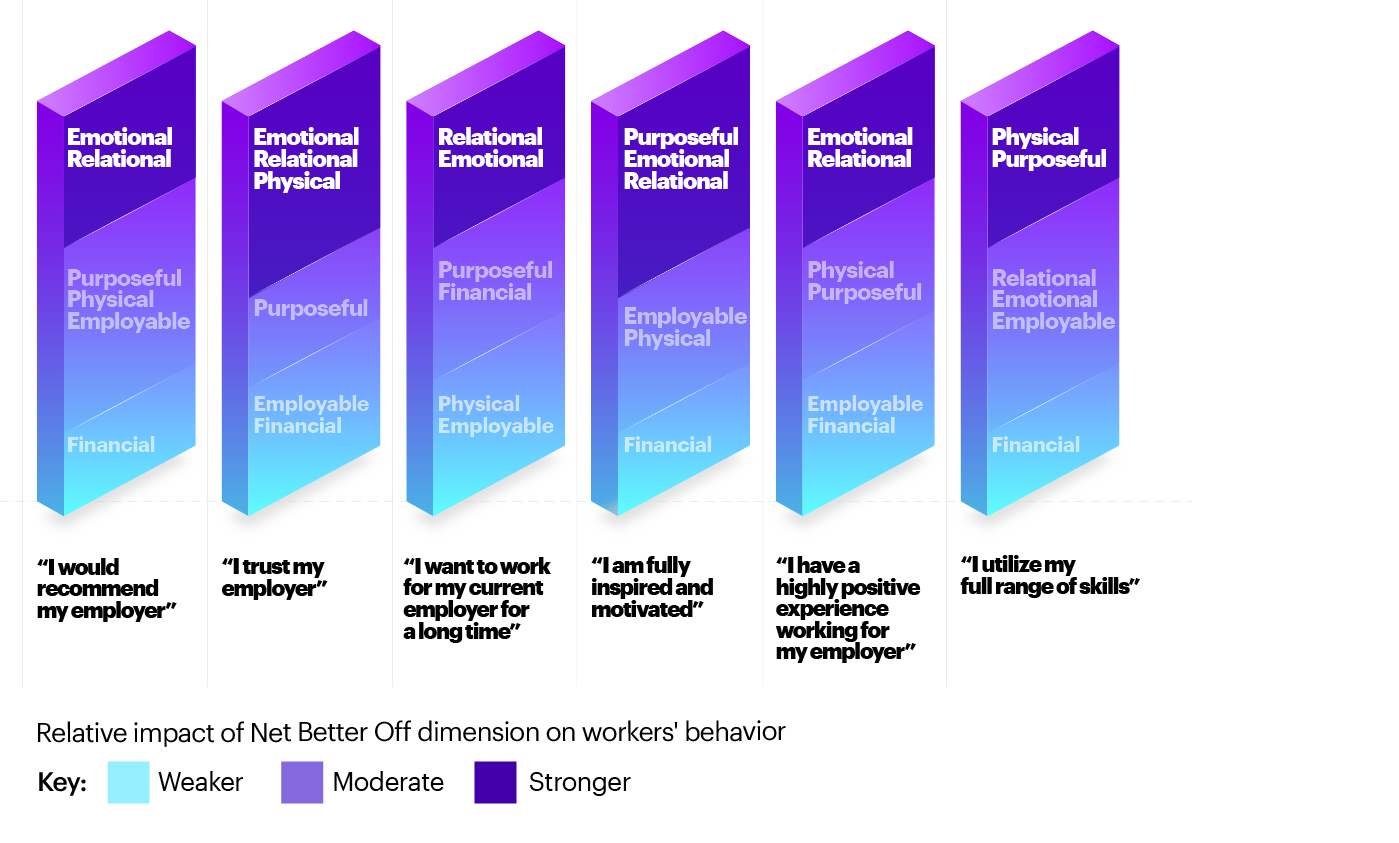 Emotional
Relational
Purposeful
Physical
Employable
Financial
“I would
recommend
my employer”
Emotional
Relational
Physical
Purposeful
Employable
Financial
“I trust my
employer”
Relational
Emotional
Purposeful
Financial
Physical
Employable
“I want to work
for my current
employer for
a long time”
Purposeful
Emotional
Relational
Employable
Physical
Financial
“I am fully
inspired and
motivated”
Emotional
Relational
Physical
Purposeful
Employable
Financial
“I have a
highly positive
experience
working for
my employer”
Physical
Purposeful
Relational
Emotional
Employable
Financial
“I utilize my
full range of skills”
Relative impact of Net Better Off dimension on workers' behavior
Key: Weaker Moderate Stronger